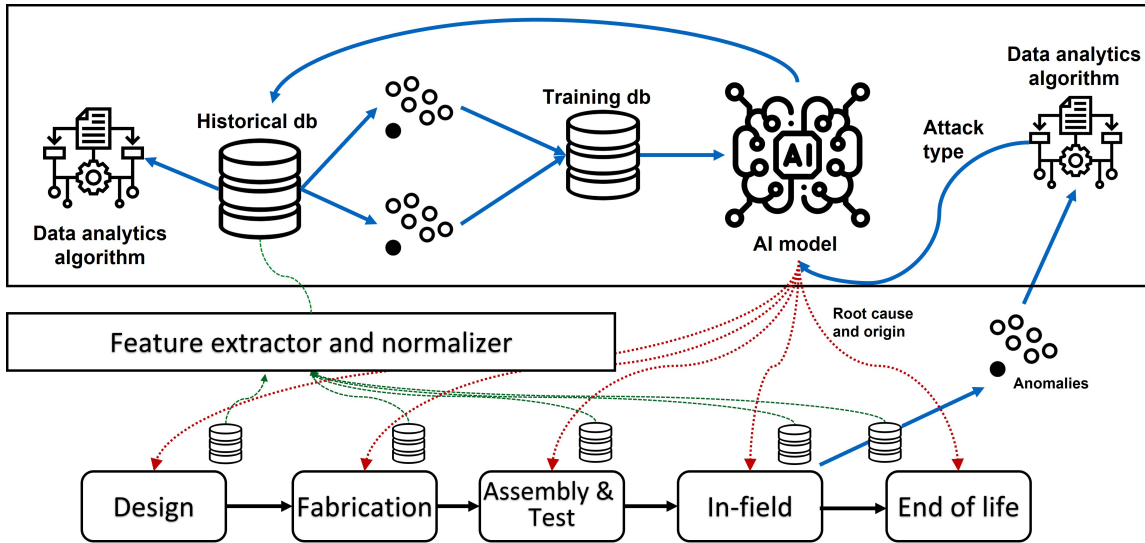 Data analytics
algorithm
Training db
Historical db
Attack
type
AI
Data analytics
algorithm
AI model
Root cause
and origin
Feature extractor and normalizer
Anomalies
Design
Fabrication
Assembly &
Test
In-field
End of life